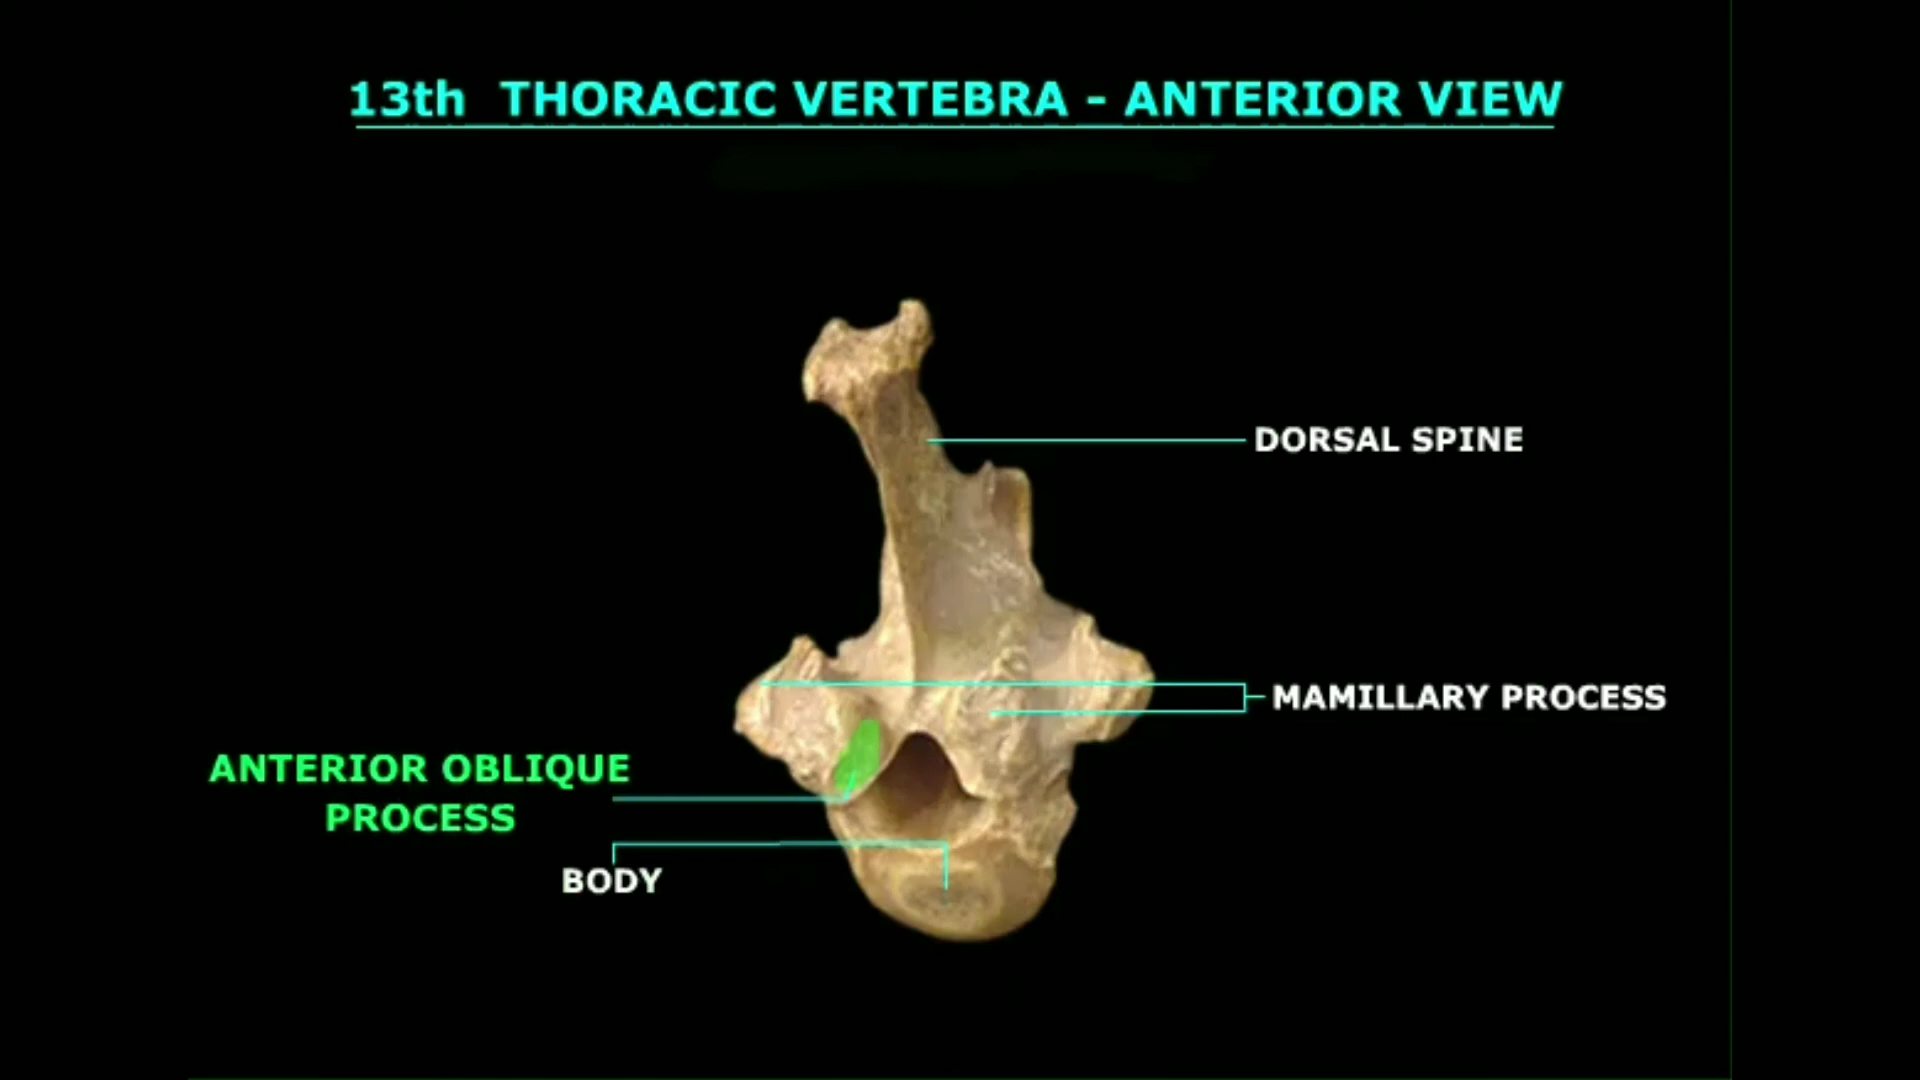 13th THORACIC VERTEBRA - ANTERIOR VIEW
DORSAL SPINE
MAMILLARY PROCESS
ANTERIOR OBLIQUE
PROCESS
BODY